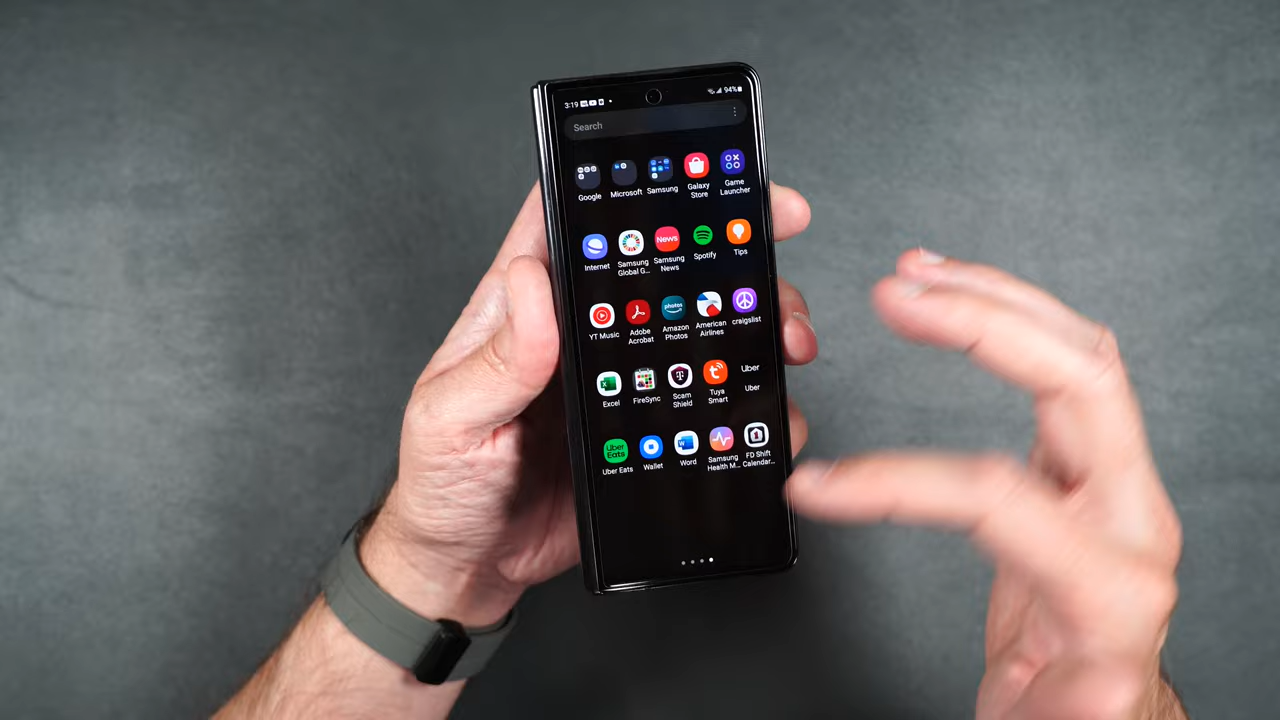 3:19
94%
Search
Google
Microsoft
Samsung
Galaxy
Store
Game
Launcher
News
Internet
Samsung
Global G...
Samsung
News
Spotify
Tips
photos
YT Music
Adobe
Acrobat
Amazon
Photos
American
Airlines
craigslist
Uber
Excel
FireSync
Scam
Shield
Tuya
Smart
Uber
Uber
Eats
Uber Eats
Wallet
Word
Samsung
Health M...
FD Shift
Calendar...